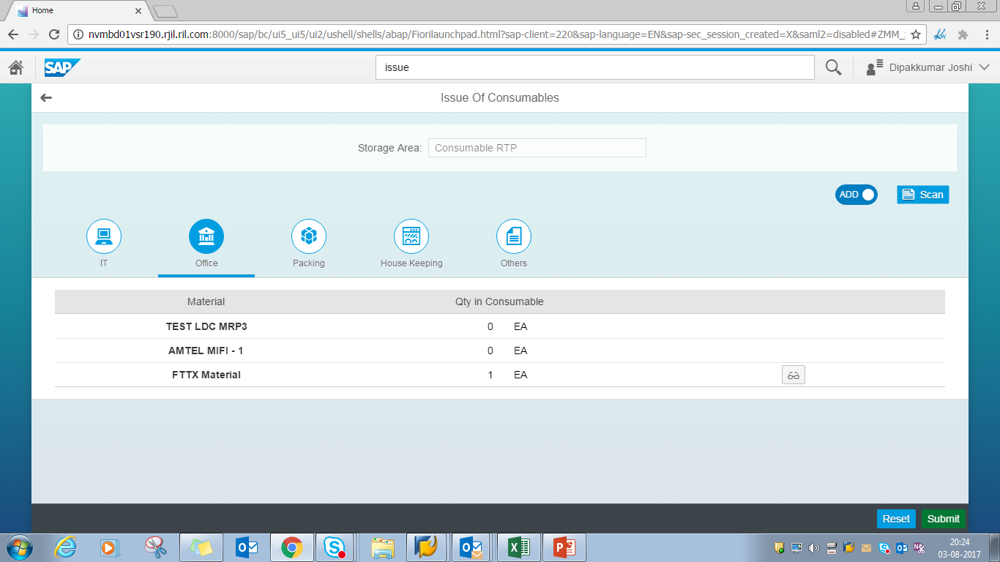 Home
nvmbd01vsr190.rjil.ril.com:8000/sap/bc/ui5_ui5/ui2/ushell/shells/abap/Fiorilaunchpad.html?sap-client=220&sap-language=EN&sap-sec_session_created=X&saml2=disabled#ZMM_
SAP
issue
Dipakkumar Joshi
Issue Of Consumables
Storage Area: Consumable RTP
ADD
Scan
IT Office Packing House Keeping Others
Material Qty in Consumable
TEST LDC MRP3 0 EA
AMTEL MIFI - 1 0 EA
FTTX Material 1 EA
Reset Submit
20:24
03-08-2017